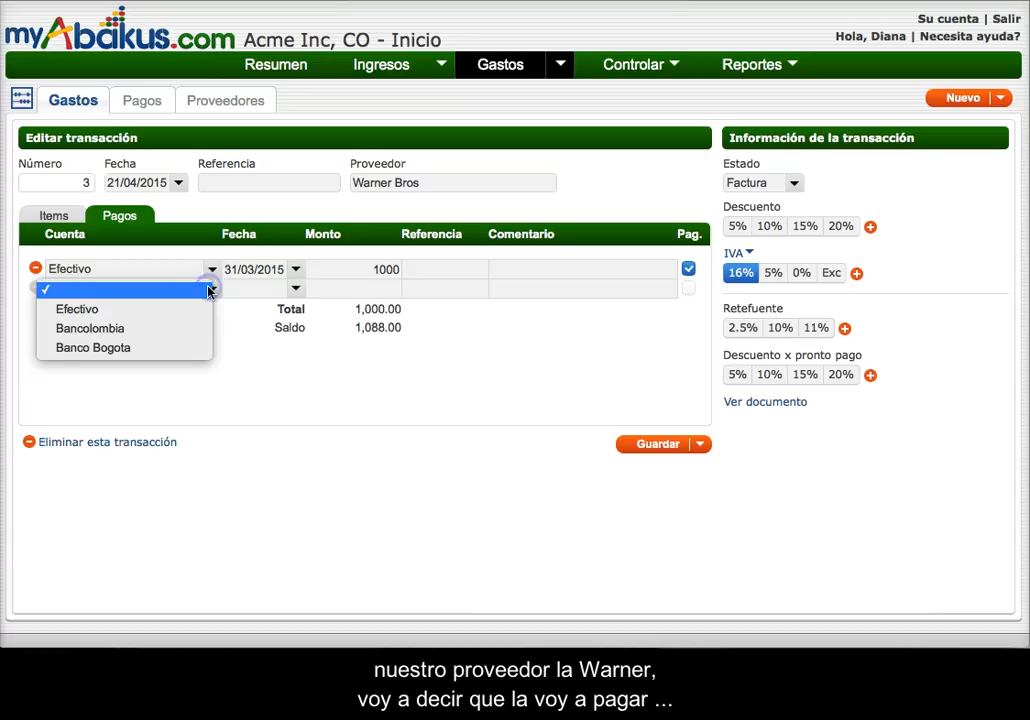 myAbakus.com Acme Inc, CO - Inicio
Su cuenta | Salir
Hola, Diana | Necesita ayuda?
Resumen Ingresos Gastos Controlar Reportes
Gastos Pagos Proveedores
Nuevo
Editar transacción
Número Fecha Referencia Proveedor
3 21/04/2015 Warner Bros
Items Pagos
Cuenta Fecha Monto Referencia Comentario Pag.
Efectivo 31/03/2015 1000
Efectivo
Bancolombia
Banco Bogota
Total 1,000.00
Saldo 1,088.00
Eliminar esta transacción
Guardar
Información de la transacción
Estado
Factura
Descuento
5% 10% 15% 20%
IVA
16% 5% 0% Exc
Retefuente
2.5% 10% 11%
Descuento x pronto pago
5% 10% 15% 20%
Ver documento
nuestro proveedor la Warner,
voy a decir que la voy a pagar ...